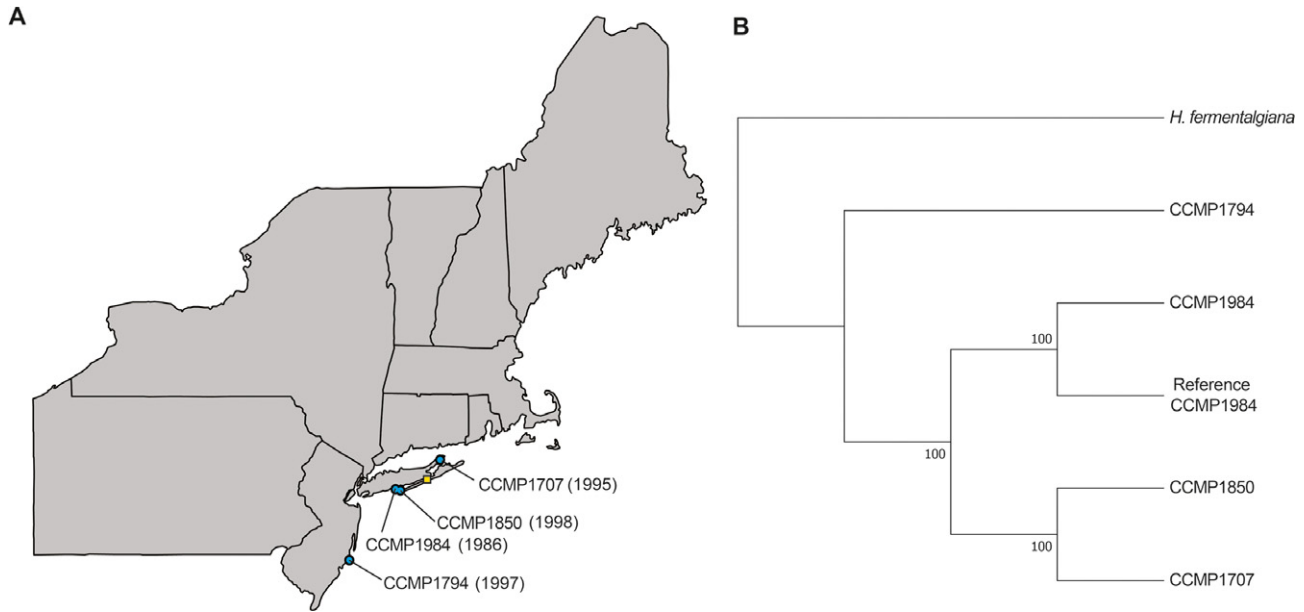 A
CCMP1707 (1995)
CCMP1850 (1998)
CCMP1984 (1986)
CCMP1794 (1997)
B
H. fermentalgiana
CCMP1794
CCMP1984
100
Reference
CCMP1984
100
CCMP1850
100
CCMP1707